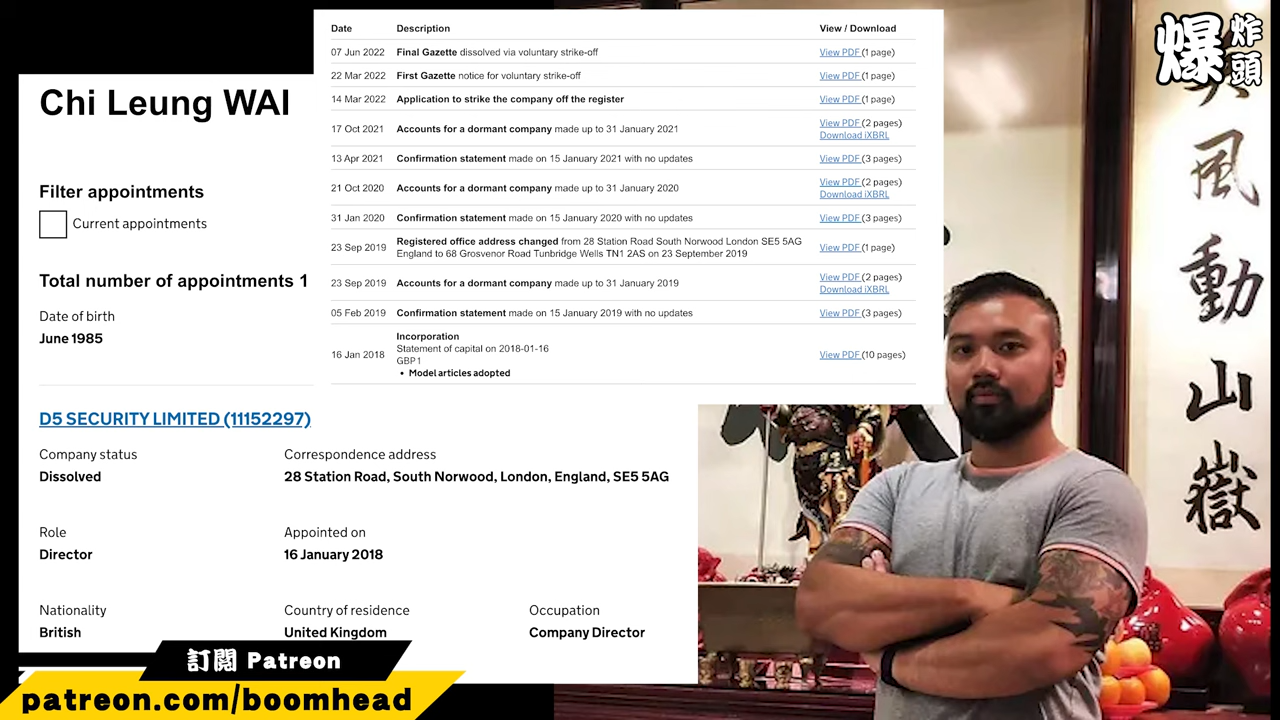 Chi Leung WAI
Filter appointments
Current appointments
Total number of appointments 1
Date of birth
June 1985
D5 SECURITY LIMITED (11152297)
Company status
Dissolved
Correspondence address
28 Station Road, South Norwood, London, England, SE5 5AG
Role
Director
Appointed on
16 January 2018
Nationality
British
Country of residence
United Kingdom
Occupation
Company Director
Date Description View / Download
07 Jun 2022 Final Gazette dissolved via voluntary strike-off View PDF (1 page)
22 Mar 2022 First Gazette notice for voluntary strike-off View PDF (1 page)
14 Mar 2022 Application to strike the company off the register View PDF (1 page)
17 Oct 2021 Accounts for a dormant company made up to 31 January 2021 View PDF (2 pages)
Download iXBRL
13 Apr 2021 Confirmation statement made on 15 January 2021 with no updates View PDF (3 pages)
21 Oct 2020 Accounts for a dormant company made up to 31 January 2020 View PDF (2 pages)
Download iXBRL
31 Jan 2020 Confirmation statement made on 15 January 2020 with no updates View PDF (3 pages)
23 Sep 2019 Registered office address changed from 28 Station Road South Norwood London SE5 5AG
England to 68 Grosvenor Road Tunbridge Wells TN1 2AS on 23 September 2019 View PDF (1 page)
23 Sep 2019 Accounts for a dormant company made up to 31 January 2019 View PDF (2 pages)
Download iXBRL
05 Feb 2019 Confirmation statement made on 15 January 2019 with no updates View PDF (3 pages)
16 Jan 2018 Incorporation View PDF (10 pages)
Statement of capital on 2018-01-16
GBP 1
• Model articles adopted
爆炸頭
風動山嶽
訂閱 Patreon
patreon.com/boomhead